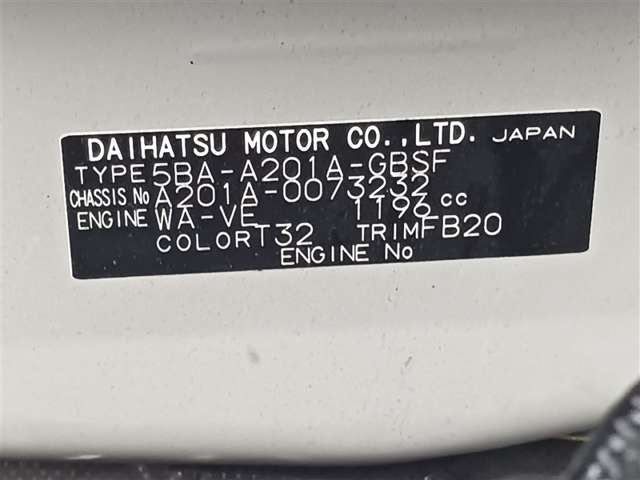 DAIHATSU MOTOR CO.,LTD. JAPAN
TYPE 5BA-A201A-GBSF
CHASSIS No A201A-0073232
ENGINE WA-VE 1196 cc
COLOR T32 TRIM FB20
ENGINE No